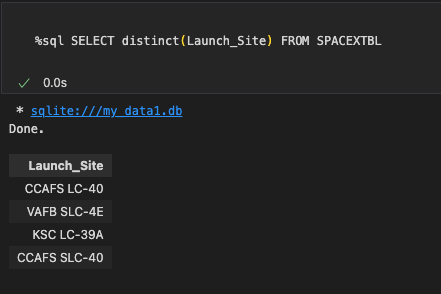 %sql SELECT distinct(Launch_Site) FROM SPACEXTBL
✓ 0.0s
* sqlite:///my_data1.db
Done.
Launch_Site
CCAFS LC-40
VAFB SLC-4E
KSC LC-39A
CCAFS SLC-40